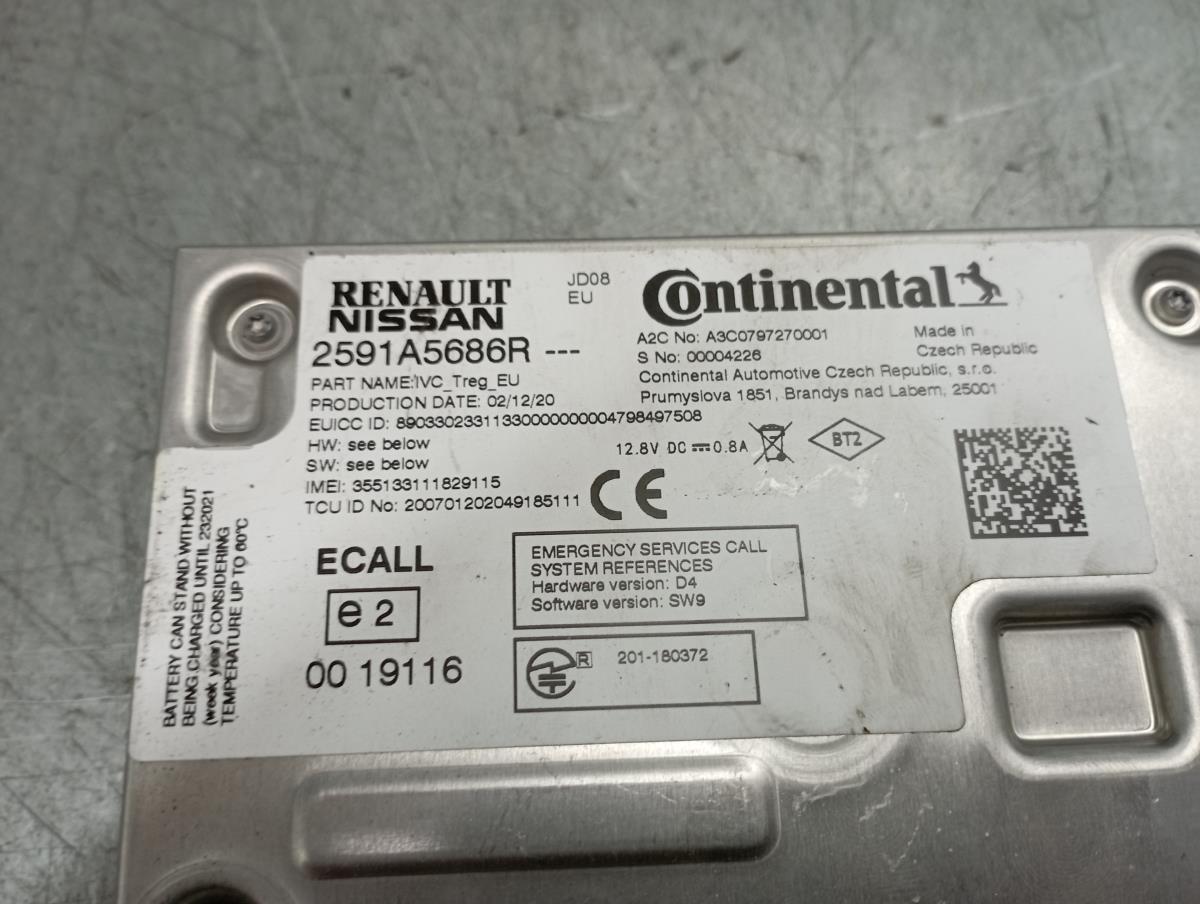 RENAULT
NISSAN
JD08
EU
2591A5686R ---
PART NAME:IVC_Treg_EU
PRODUCTION DATE: 02/12/20
EUICC ID: 89033023311330000000004798497508
HW: see below
SW: see below
IMEI: 355133111829115
TCU ID No: 200701202049185111
Continental
A2C No: A3C0797270001
S No: 00004226
Made in
Czech Republic
Continental Automotive Czech Republic, s.r.o.
Prumyslova 1851, Brandys nad Labem, 25001
12.8V DC ⎓ 0.8A
BT2
CE
BATTERY CAN STAND WITHOUT
BEING CHARGED UNTIL 232021
(week year) CONSIDERING
TEMPERATURE UP TO 60°C
ECALL
e2
00 19116
EMERGENCY SERVICES CALL
SYSTEM REFERENCES
Hardware version: D4
Software version: SW9
R 201-180372